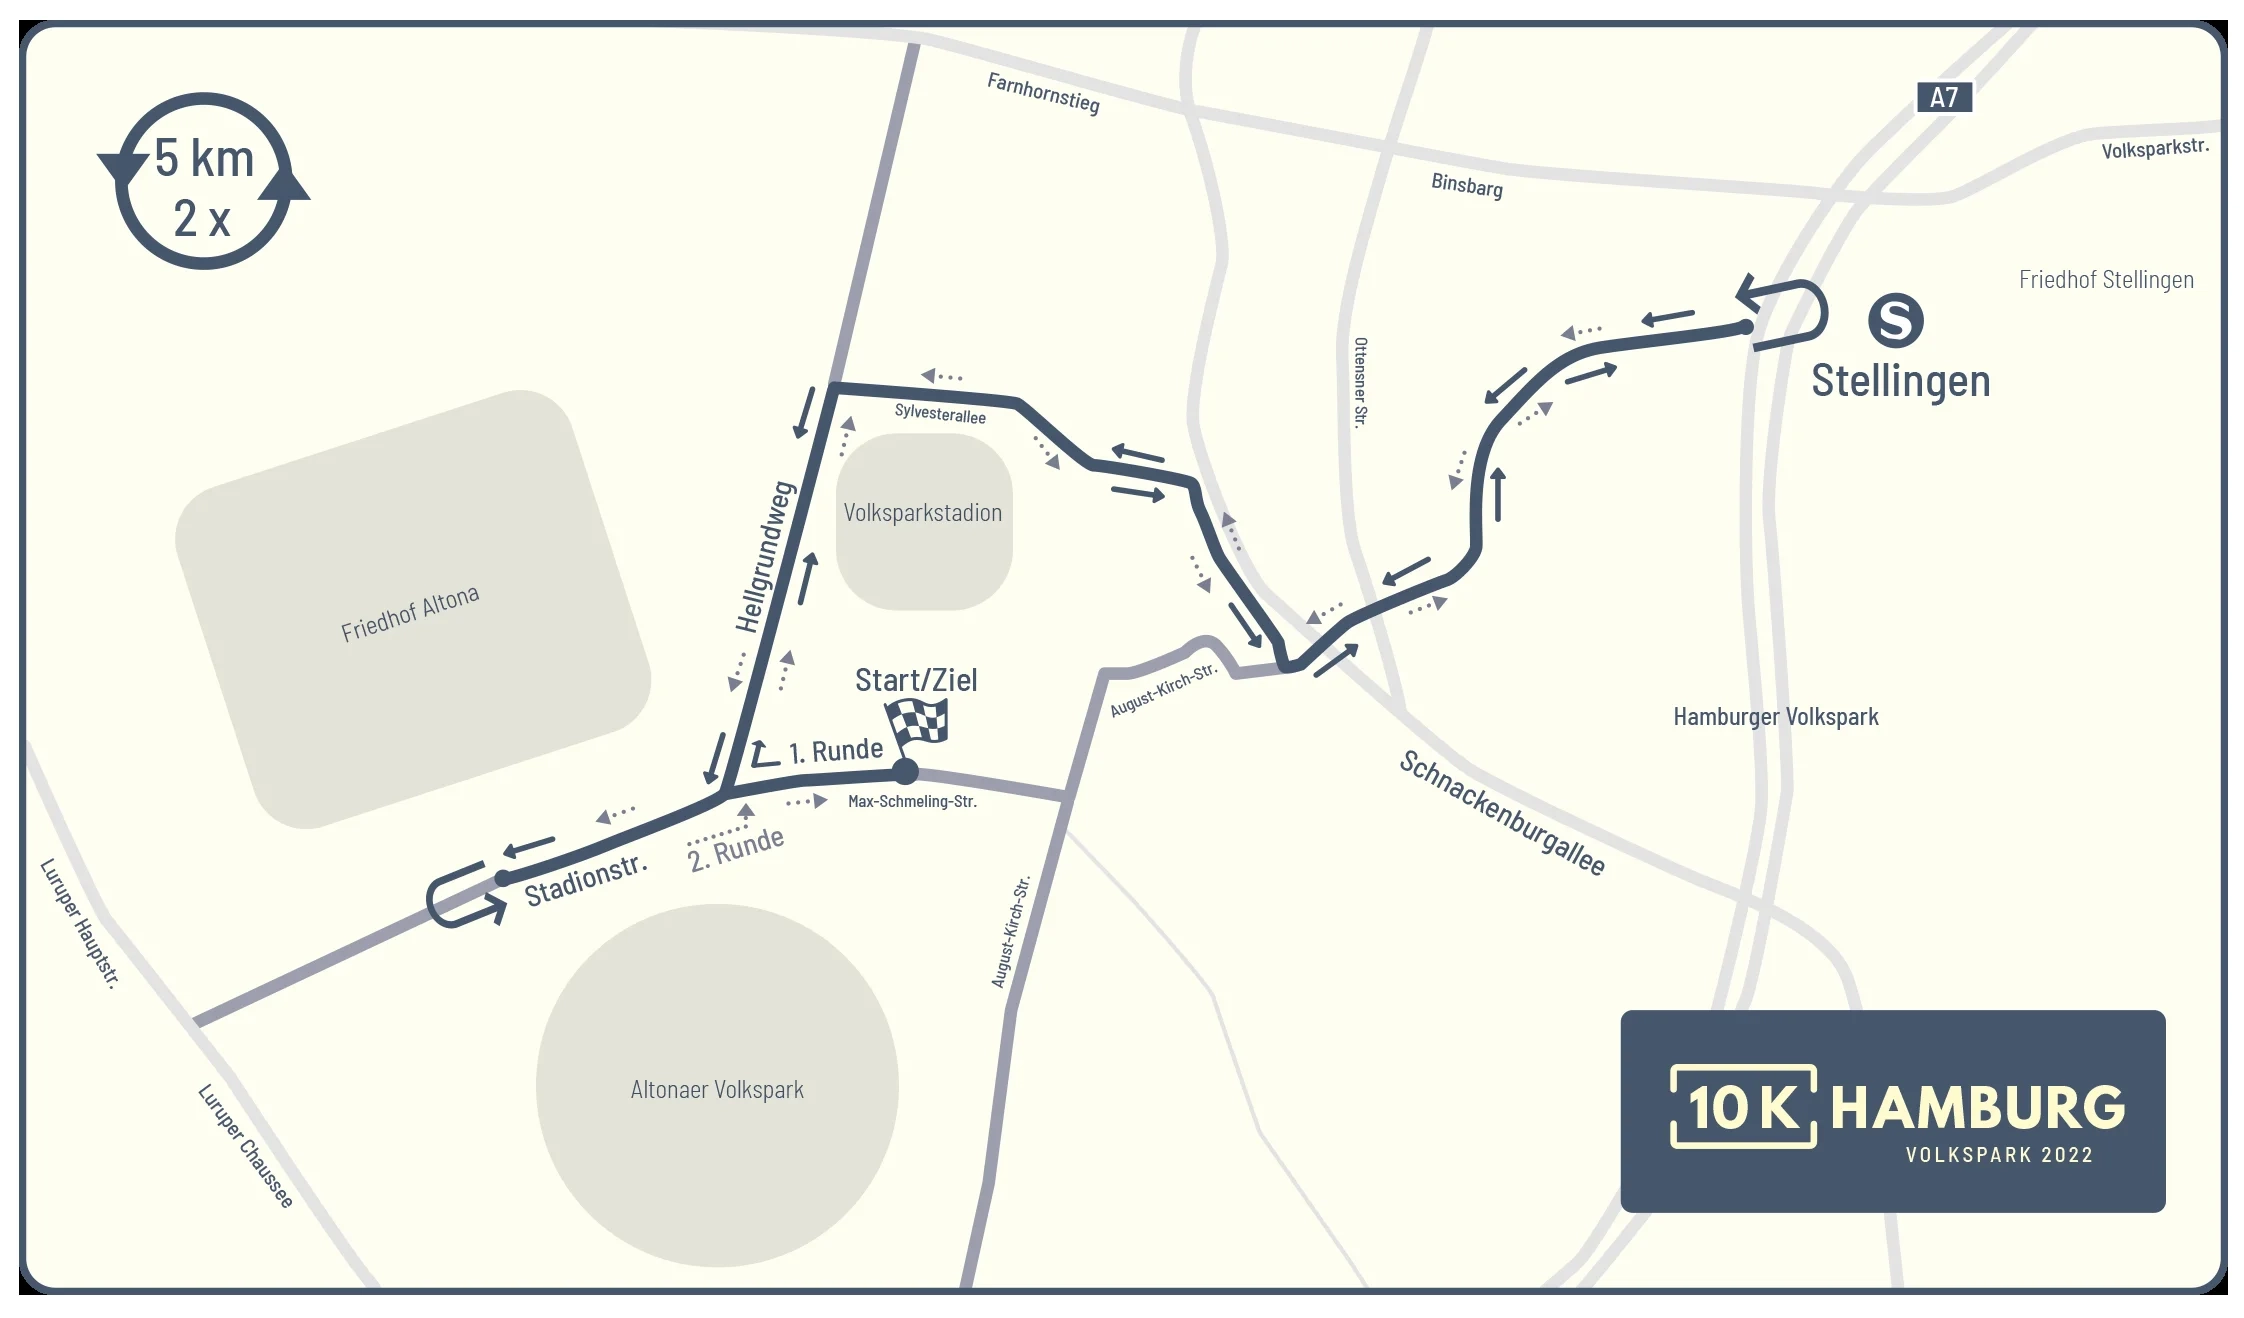 Farnhornstieg
A7
5 km
2 x
Volksparkstr.
Binsbarg
Friedhof Stellingen
S
Stellingen
Ottensner Str.
Sylvesterallee
Volksparkstadion
Hellgrundweg
Friedhof Altona
Start/Ziel
August-Kirch-Str.
Hamburger Volkspark
1. Runde
Max-Schmeling-Str.
Schnackenburgallee
2. Runde
Stadionstr.
Luruper Hauptstr.
August-Kirch-Str.
Altonaer Volkspark
Luruper Chaussee
10 K HAMBURG
VOLKSPARK 2022